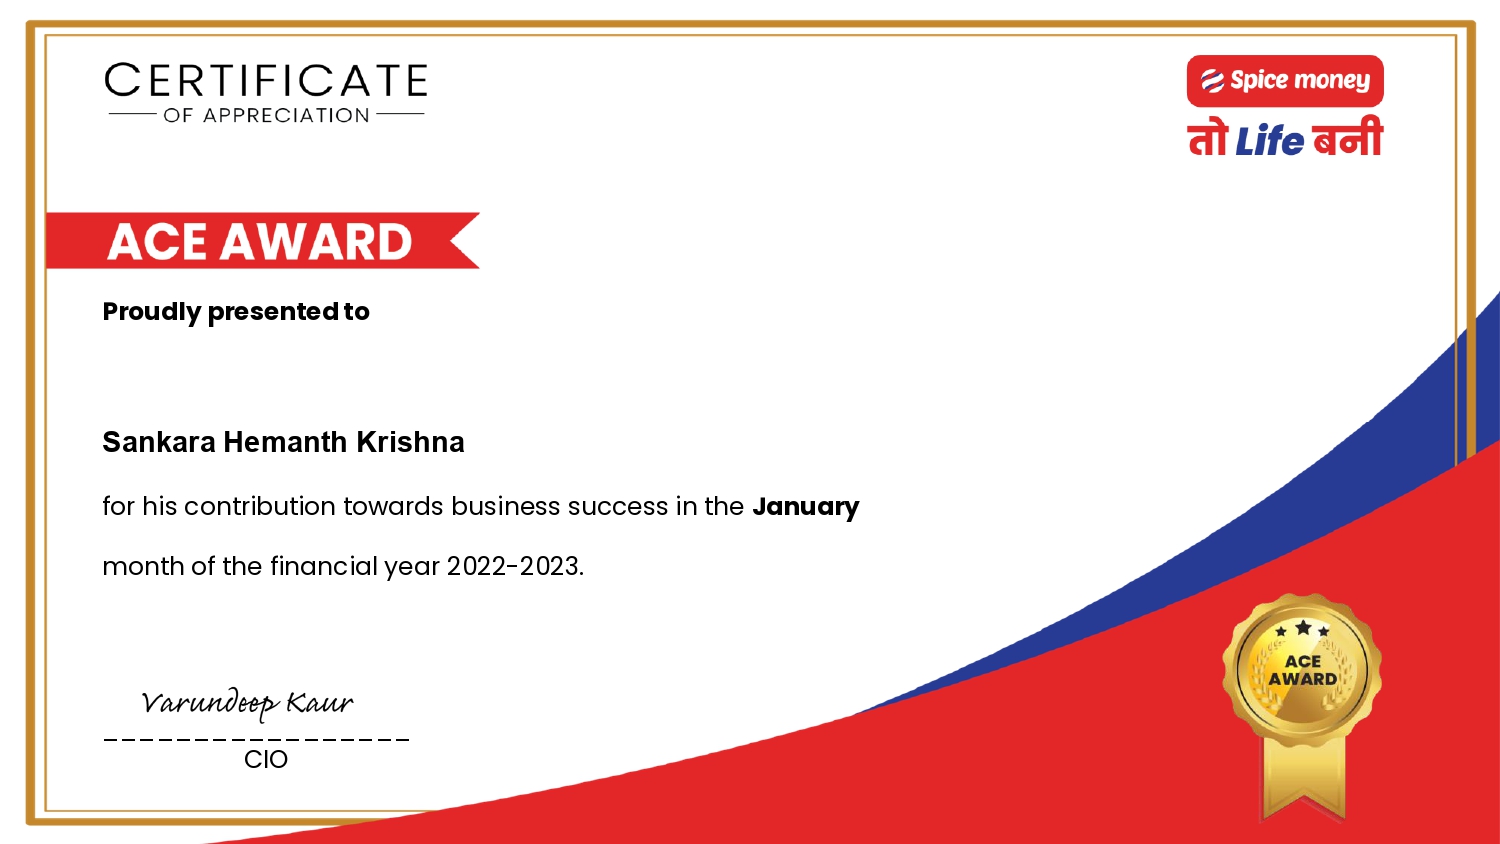 CERTIFICATE
OF APPRECIATION
Spice money
तो Life बनी
ACE AWARD
Proudly presented to
Sankara Hemanth Krishna
for his contribution towards business success in the January
month of the financial year 2022-2023.
Varundeep Kaur
CIO
ACE
AWARD